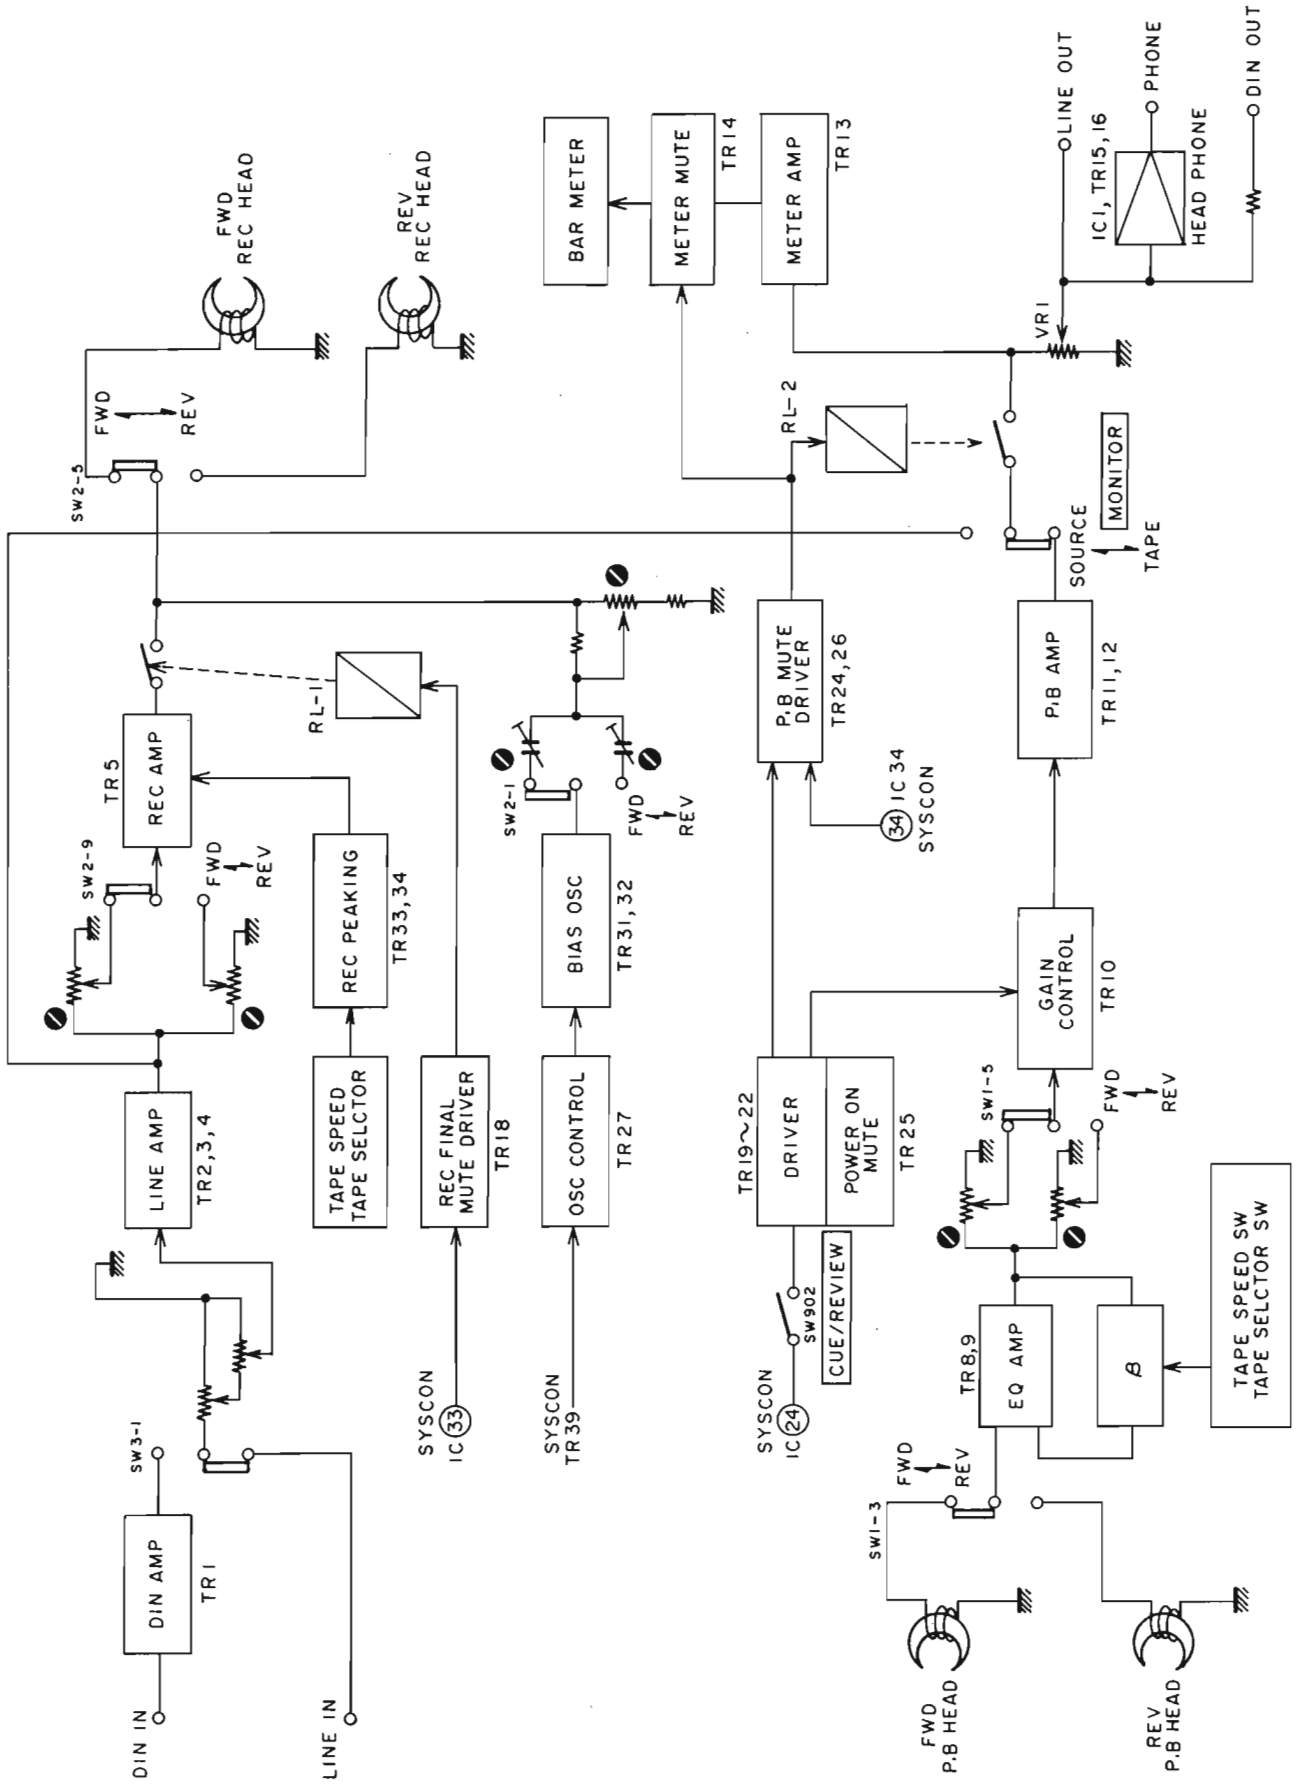 DIN IN
LINE IN
DIN AMP
TR1
SW3-1
LINE AMP
TR2,3,4
SW2-9
FWD
REV
TR5
REC AMP
TAPE SPEED
TAPE SELCTOR
REC PEAKING
TR33,34
SYSCON
IC 33
REC FINAL
MUTE DRIVER
TR18
RL-1
SYSCON
TR39
OSC CONTROL
TR27
BIAS OSC
TR31,32
SW2-1
FWD
REV
SW2-5
FWD
REV
FWD
REC HEAD
REV
REC HEAD
SYSCON
IC 24
SW902
CUE/REVIEW
TR19~22
DRIVER
POWER ON
MUTE
TR25
34 IC 34
SYSCON
P.B MUTE
DRIVER
TR24,26
RL-2
BAR METER
METER MUTE
TR14
METER AMP
TR13
FWD
P.B HEAD
REV
P.B HEAD
SW1-3
FWD
REV
TR8,9
EQ AMP
β
TAPE SPEED SW
TAPE SELCTOR SW
SW1-5
FWD
REV
GAIN
CONTROL
TR10
P.B AMP
TR11,12
SOURCE
TAPE
MONITOR
VR1
LINE OUT
IC1, TR15,16
PHONE
HEAD PHONE
DIN OUT